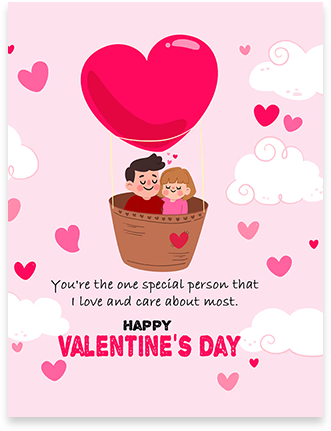 You're the one special person that
I love and care about most.
HAPPY
VALENTINE'S DAY